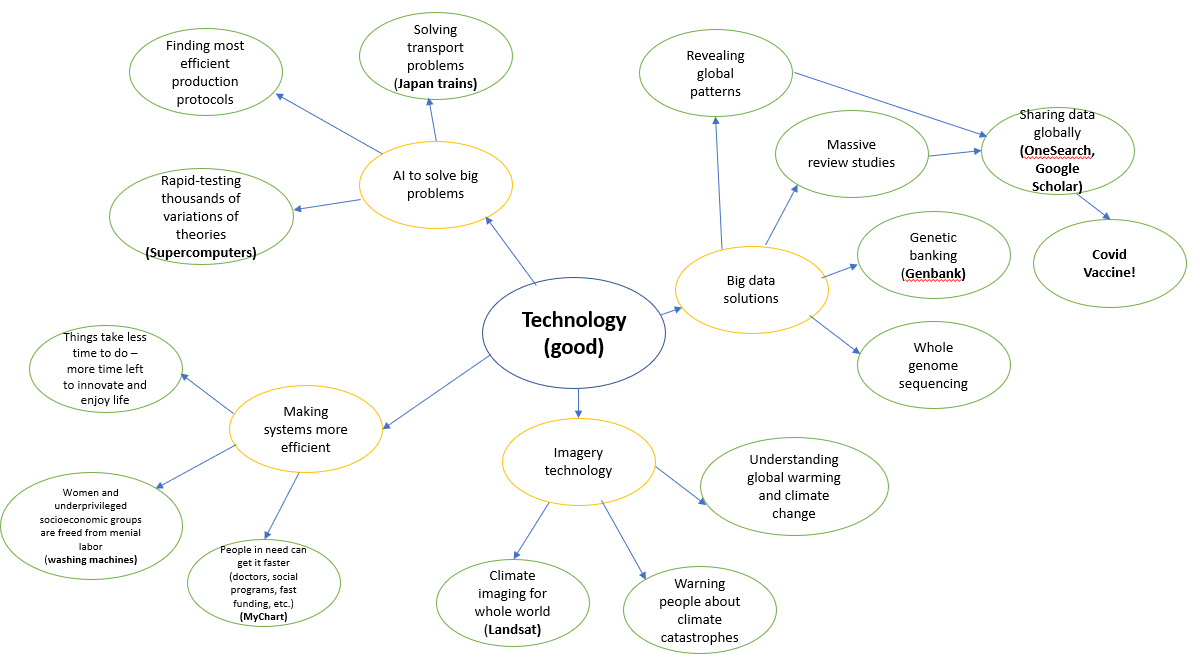 Finding most
efficient
production
protocols
Solving
transport
problems
(Japan trains)
Revealing
global
patterns
Massive
review studies
Sharing data
globally
(OneSearch,
Google
Scholar)
AI to solve big
problems
Rapid-testing
thousands of
variations of
theories
(Supercomputers)
Genetic
banking
(Genbank)
Covid
Vaccine!
Big data
solutions
Technology
(good)
Whole
genome
sequencing
Things take less
time to do –
more time left
to innovate and
enjoy life
Making
systems more
efficient
Imagery
technology
Understanding
global warming
and climate
change
Women and
underprivileged
socioeconomic groups
are freed from menial
labor
(washing machines)
People in need can
get it faster
(doctors, social
programs, fast
funding, etc.)
(MyChart)
Climate
imaging for
whole world
(Landsat)
Warning
people about
climate
catastrophes